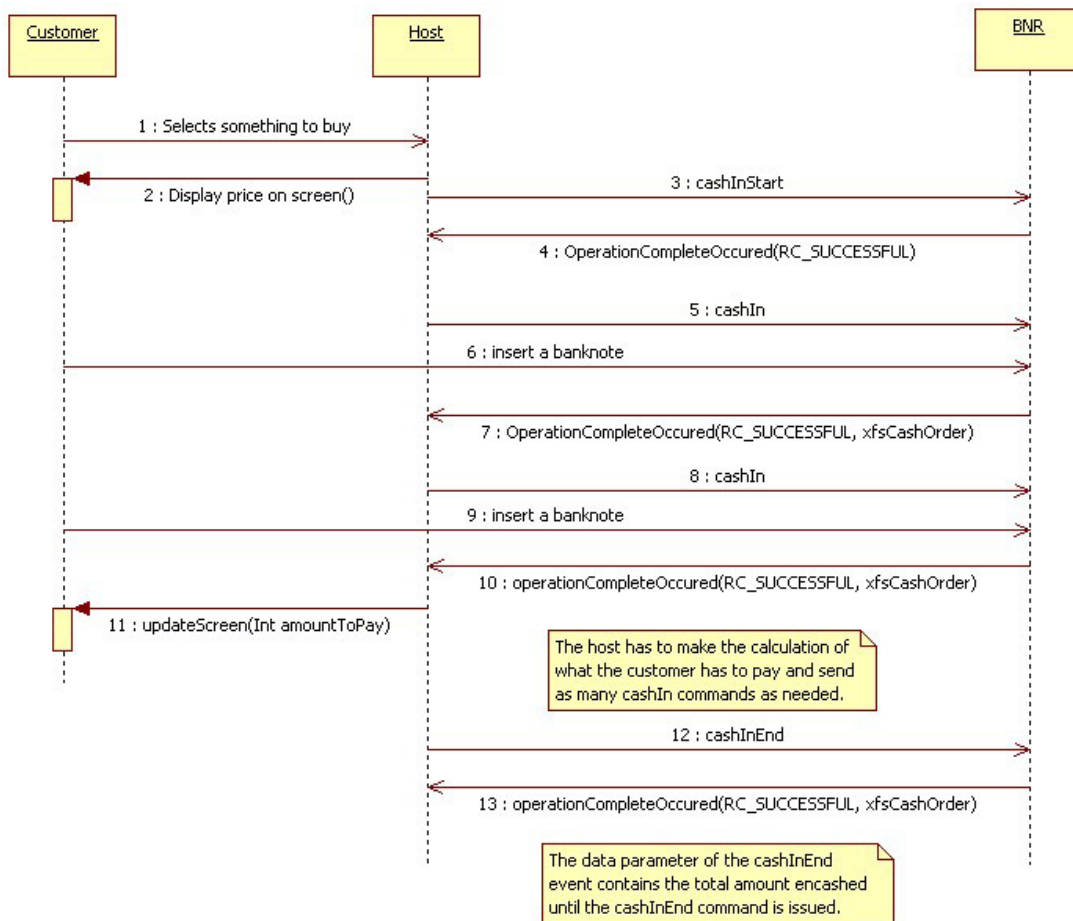 Customer
Host
BNR
1 : Selects something to buy
2 : Display price on screen()
3 : cashInStart
4 : OperationCompleteOccured(RC_SUCCESSFUL)
5 : cashIn
6 : insert a banknote
7 : OperationCompleteOccured(RC_SUCCESSFUL, xfsCashOrder)
8 : cashIn
9 : insert a banknote
10 : operationCompleteOccured(RC_SUCCESSFUL, xfsCashOrder)
11 : updateScreen(Int amountToPay)
The host has to make the calculation of
what the customer has to pay and send
as many cashIn commands as needed.
12 : cashInEnd
13 : operationCompleteOccured(RC_SUCCESSFUL, xfsCashOrder)
The data parameter of the cashInEnd
event contains the total amount encashed
until the cashInEnd command is issued.